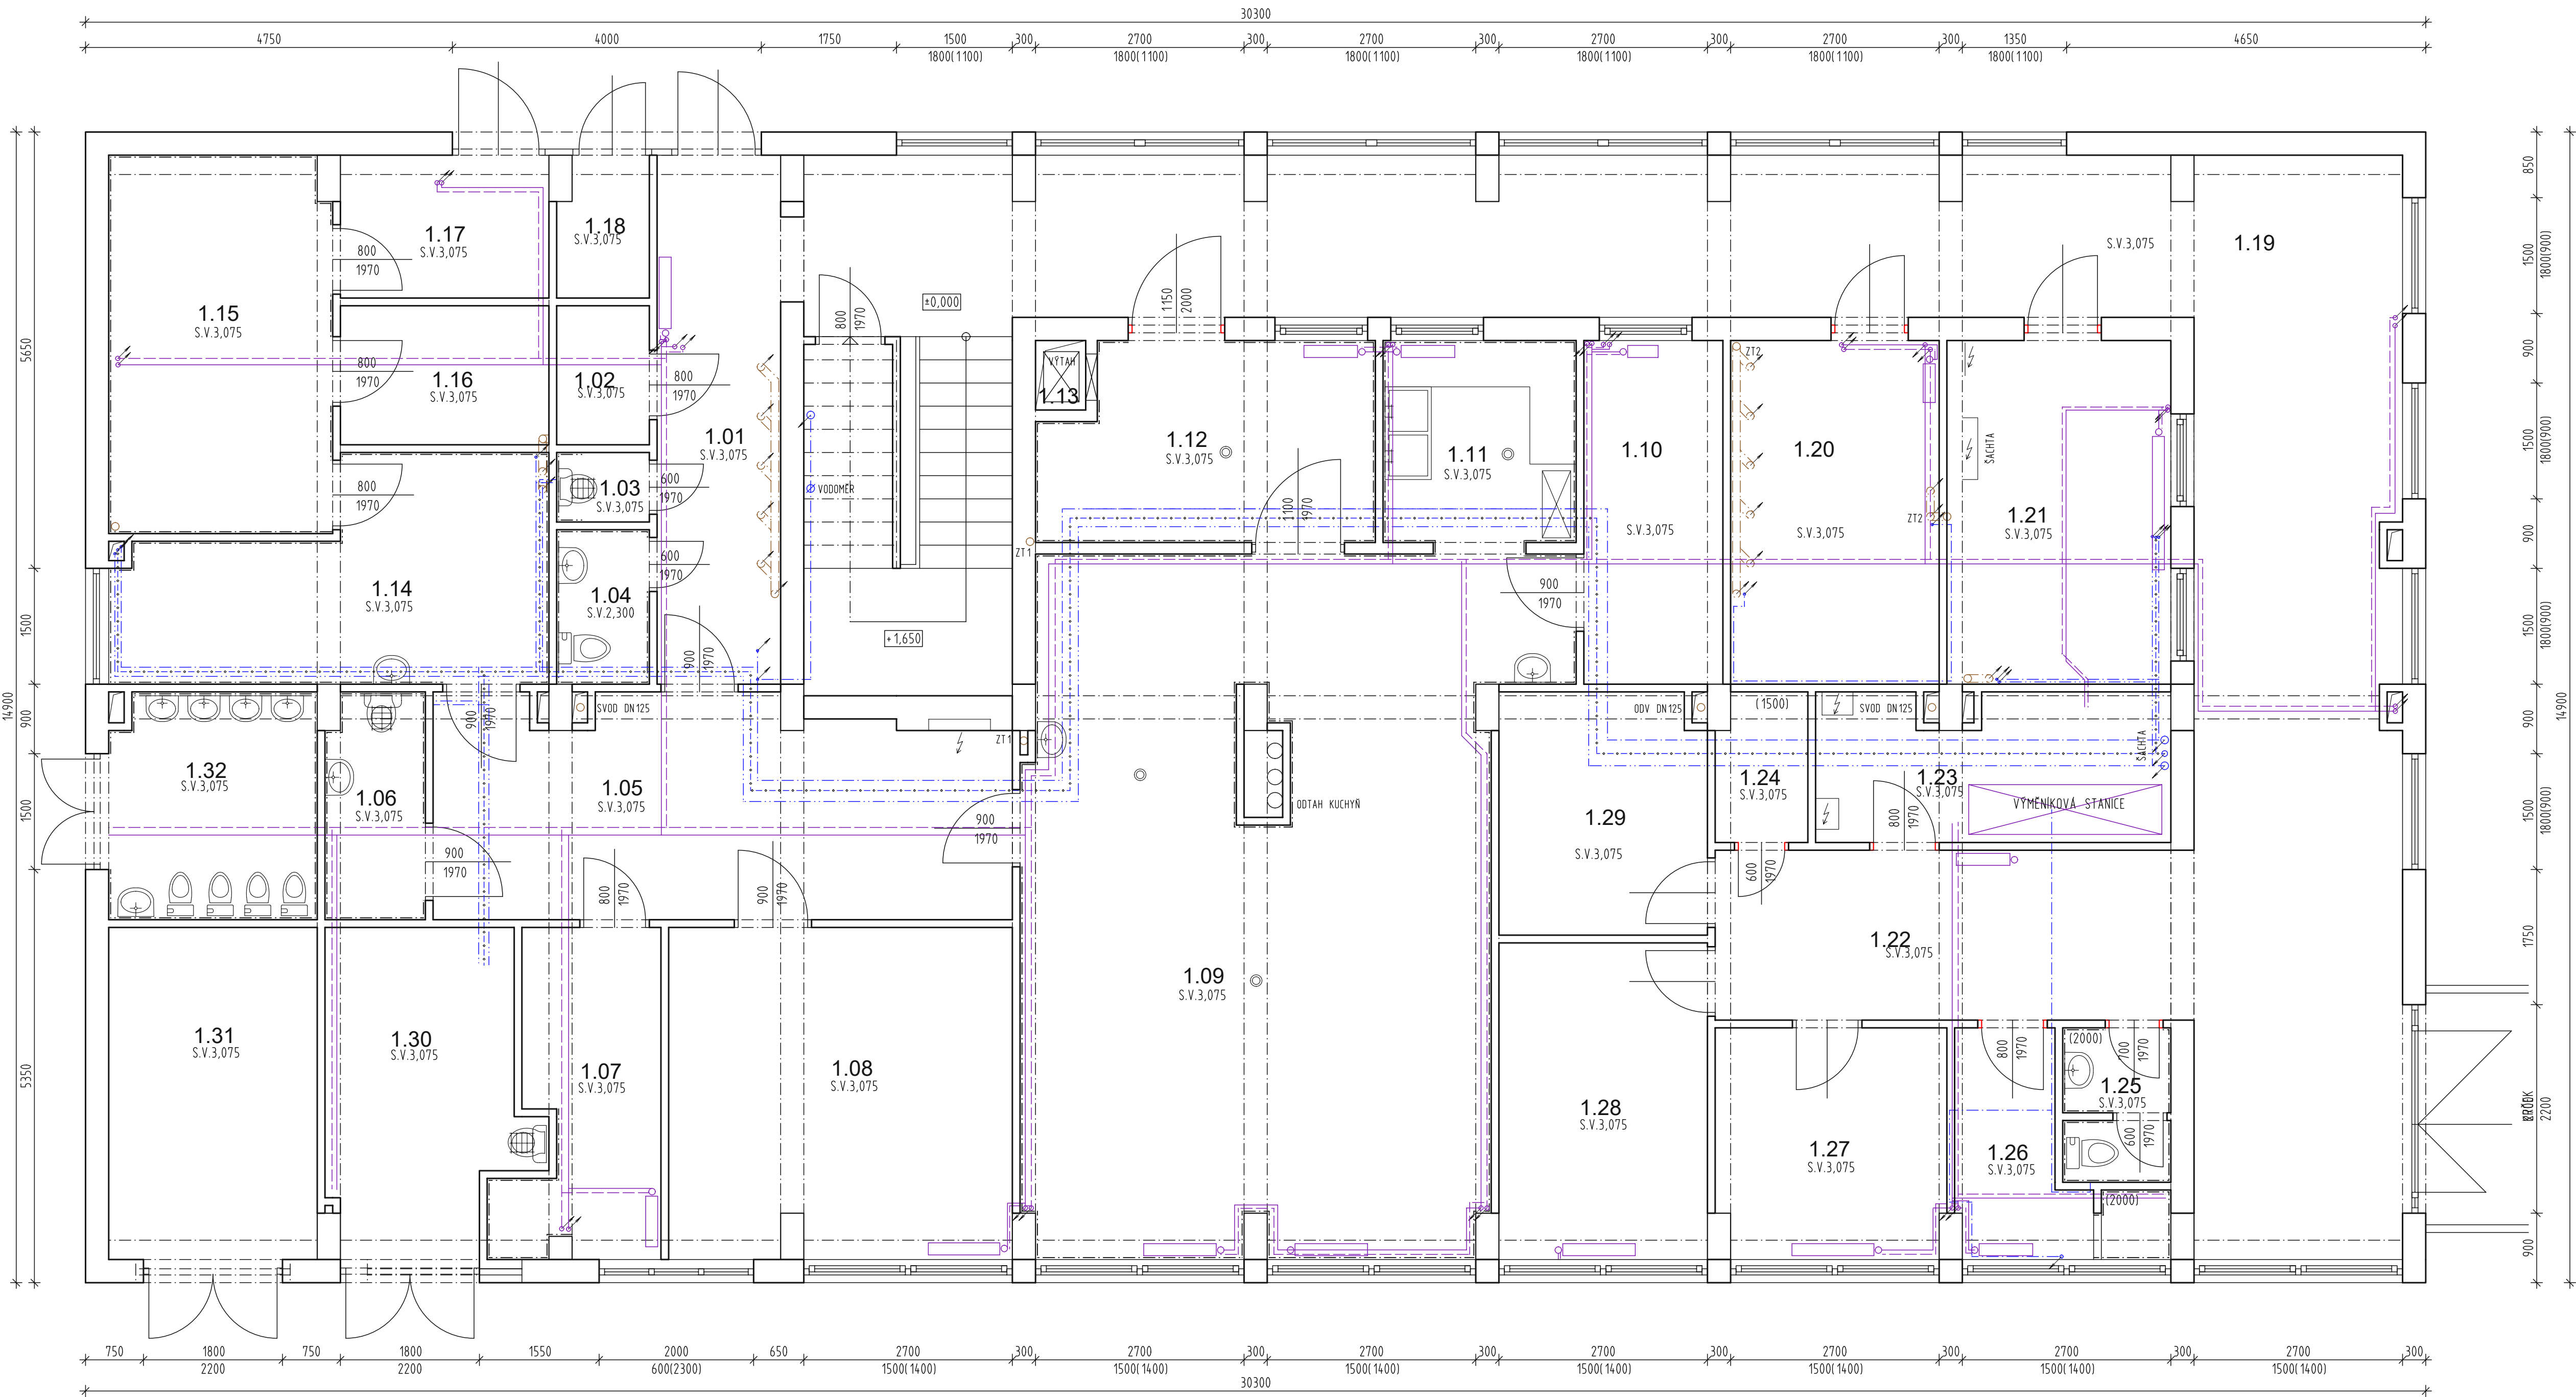 30300
4750 4000 1750 1500 300 2700 300 2700 300 2700 300 2700 300 1350 4650
1800(1100) 1800(1100) 1800(1100) 1800(1100) 1800(1100) 1800(1100)
14900
5650
1500
900
1500
5350
850
1500
1800(900)
900
1500
1800(900)
900
1500
1800(900)
900
1500
1800(900)
1750
2200
900
14900
1.17
S.V.3,075
800
1970
1.18
S.V.3,075
1.19
S.V.3,075
1.15
S.V.3,075
±0,000
800
1970
1150
2000
1.16
S.V.3,075
800
1970
1.02
S.V.3,075
800
1970
VÝTAH
1.13
ZT2
1.01
S.V.3,075
1.12
S.V.3,075
1.11
S.V.3,075
1.10
S.V.3,075
1.20
S.V.3,075
ŠACHTA
1.03
S.V.3,075
600
1970
VODOMĚR
800
1970
1100
1970
ZT2
1.21
S.V.3,075
ZT1
1.14
S.V.3,075
1.04
S.V.2,300
600
1970
900
1970
900
1970
+1,650
900
1970
SVOD DN125
ODV DN125
(1500)
SVOD DN125
ZT1
ŠACHTA
1.32
S.V.3,075
1.06
S.V.3,075
1.05
S.V.3,075
1.24
S.V.3,075
1.23
S.V.3,075
VÝMĚNÍKOVÁ STANICE
ODTAH KUCHYŇ
900
1970
1.29
S.V.3,075
800
1970
900
1970
800
1970
900
1970
600
1970
1.22
S.V.3,075
1.09
S.V.3,075
1.31
S.V.3,075
1.30
S.V.3,075
1.07
S.V.3,075
1.08
S.V.3,075
1.28
S.V.3,075
1.27
S.V.3,075
800
1970
1.26
S.V.3,075
(2000)
700
1970
1.25
S.V.3,075
600
1970
(2000)
750 1800 750 1800 1550 2000 650 2700 300 2700 300 2700 300 2700 300 2700 300 2700 300 2700 300
2200 2200 600(2300) 1500(1400) 1500(1400) 1500(1400) 1500(1400) 1500(1400) 1500(1400) 1500(1400)
30300